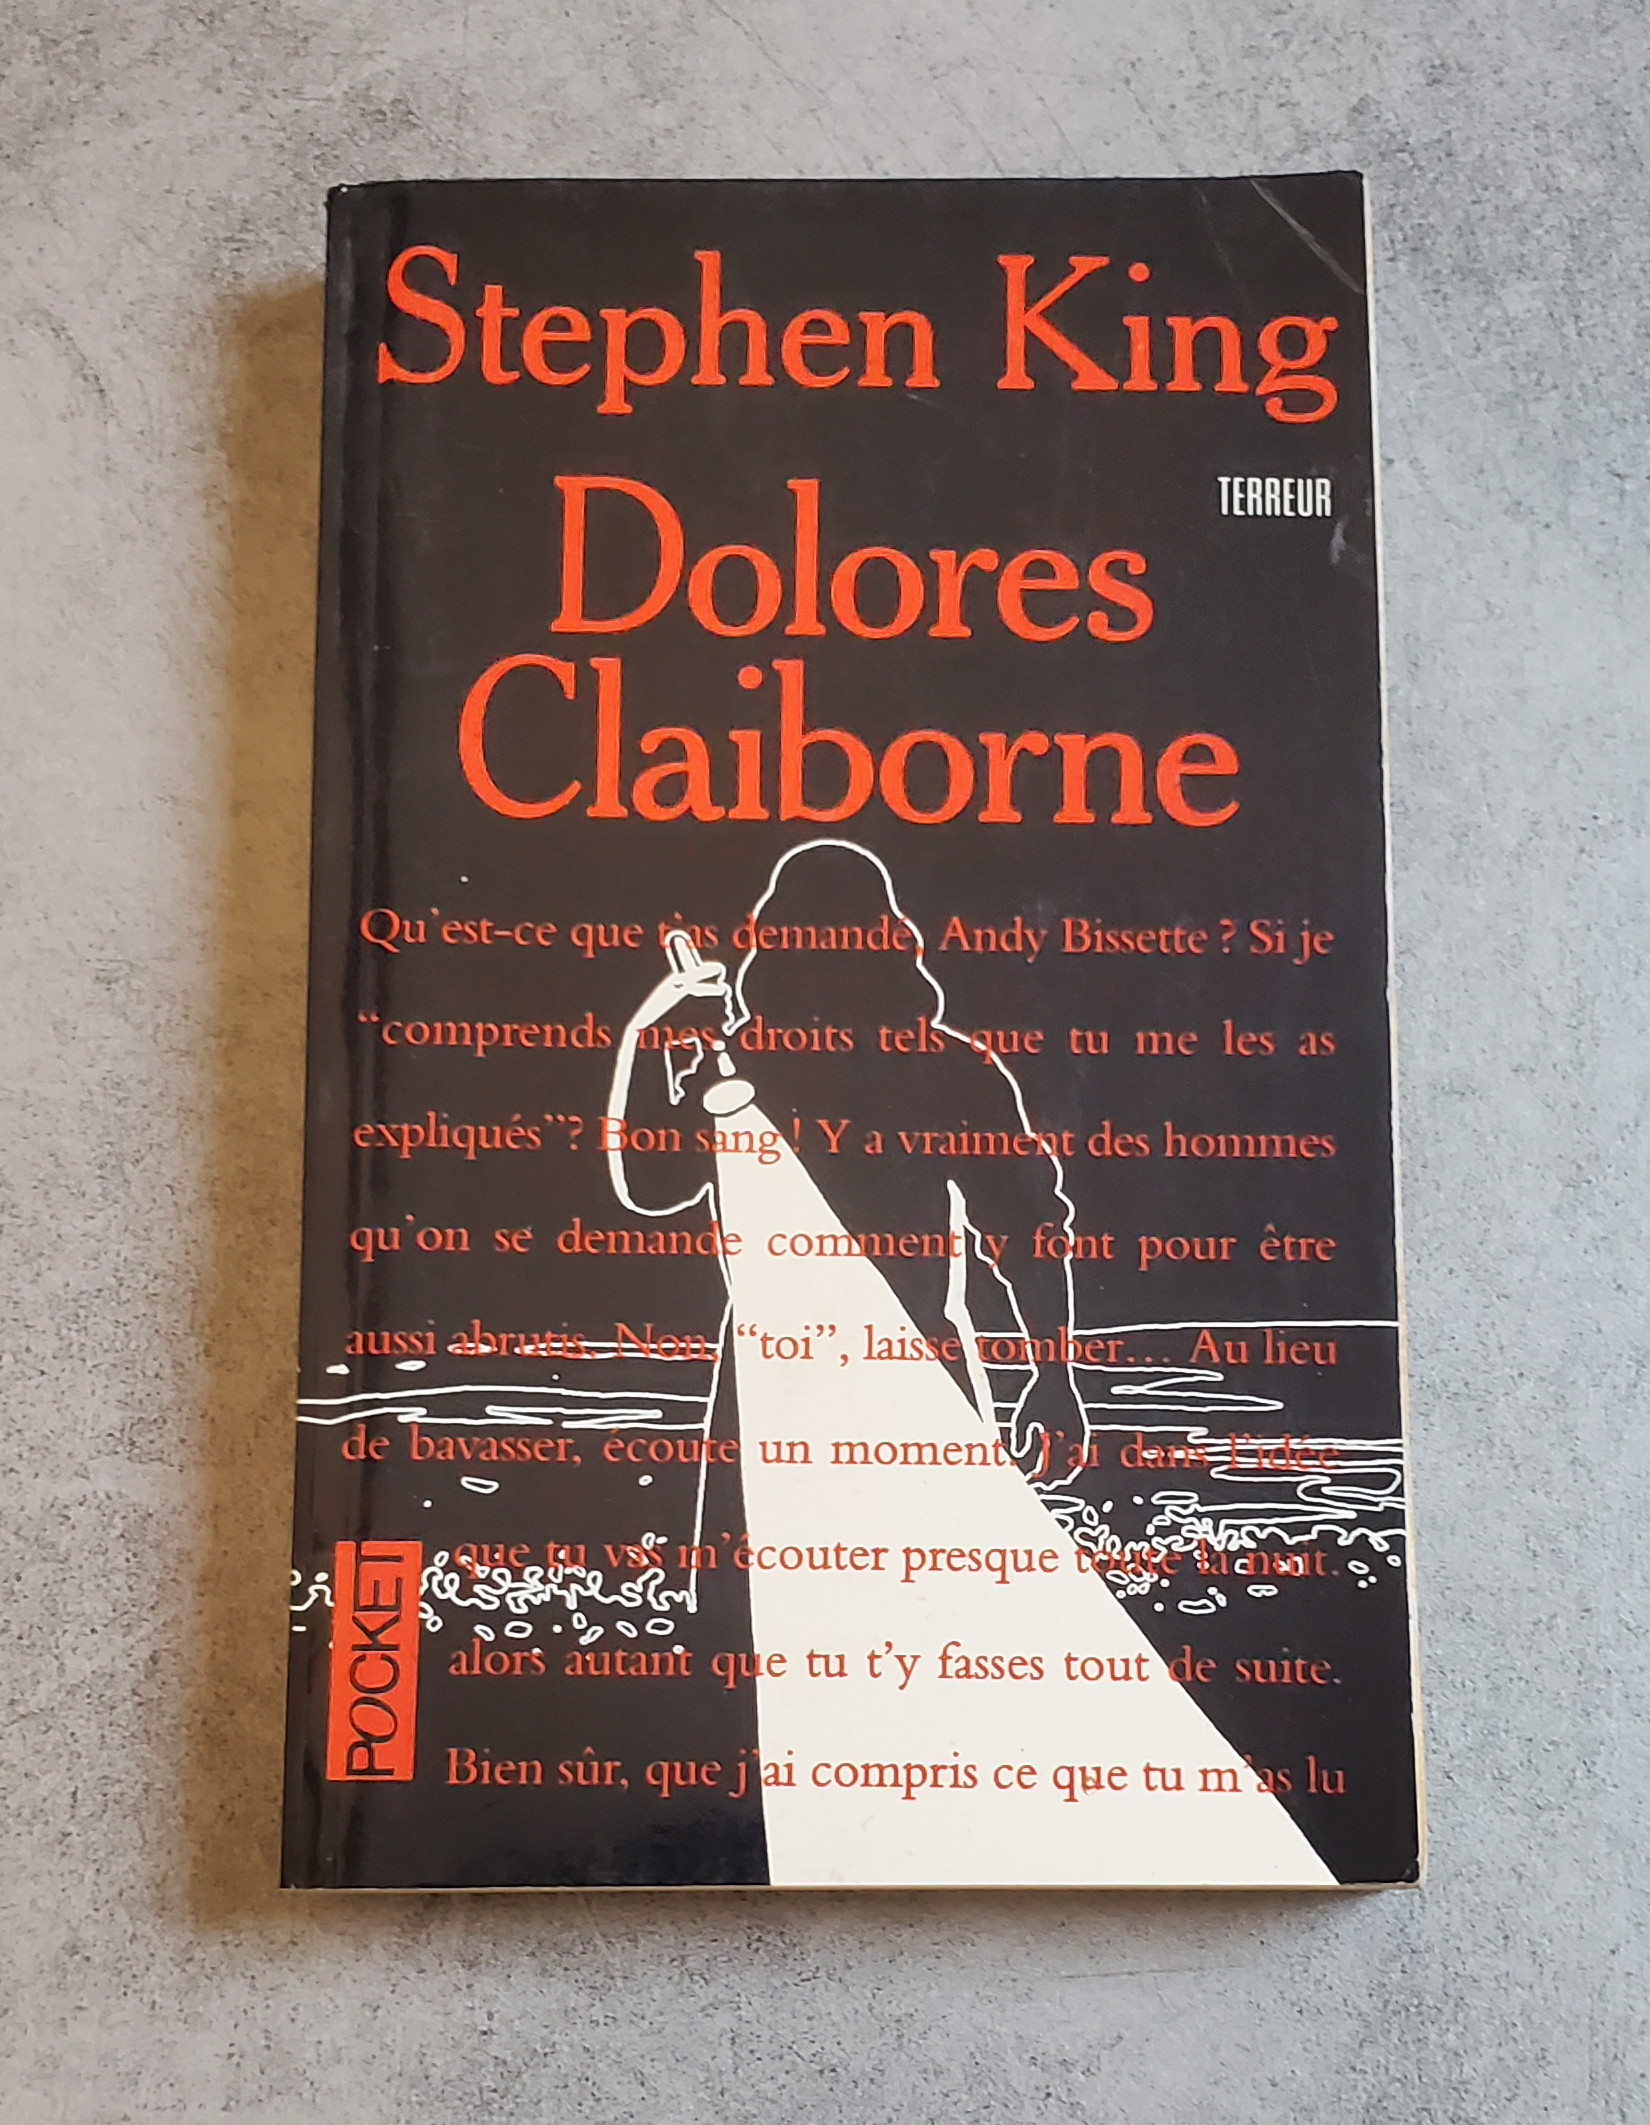 Stephen King
TERREUR
Dolores
Claiborne
Qu'est-ce que t'as demandé, Andy Bissette ? Si je
“comprends mes droits tels que tu me les as
expliqués”? Bon sang ! Y a vraiment des hommes
qu'on se demande comment y font pour être
aussi abrutis. Non, “toi”, laisse tomber... Au lieu
de bavasser, écoute un moment. J'ai dans l'idée
que tu vas m'écouter presque toute la nuit.
alors autant que tu t'y fasses tout de suite.
Bien sûr, que j'ai compris ce que tu m'as lu
POCKET